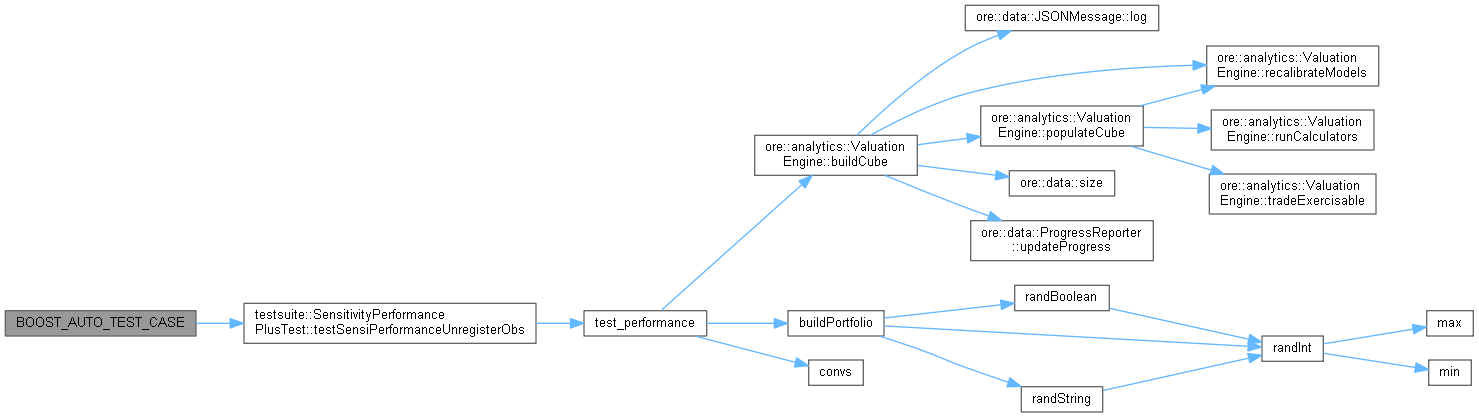 ore::data::JSONMessage::log
ore::analytics::Valuation
Engine::recalibrateModels
ore::analytics::Valuation
Engine::populateCube
ore::analytics::Valuation
Engine::runCalculators
ore::analytics::Valuation
Engine::buildCube
ore::data::size
ore::analytics::Valuation
Engine::tradeExercisable
ore::data::ProgressReporter
::updateProgress
BOOST_AUTO_TEST_CASE
testsuite::SensitivityPerformance
PlusTest::testSensiPerformanceUnregisterObs
test_performance
buildPortfolio
convs
randBoolean
randString
randInt
max
min